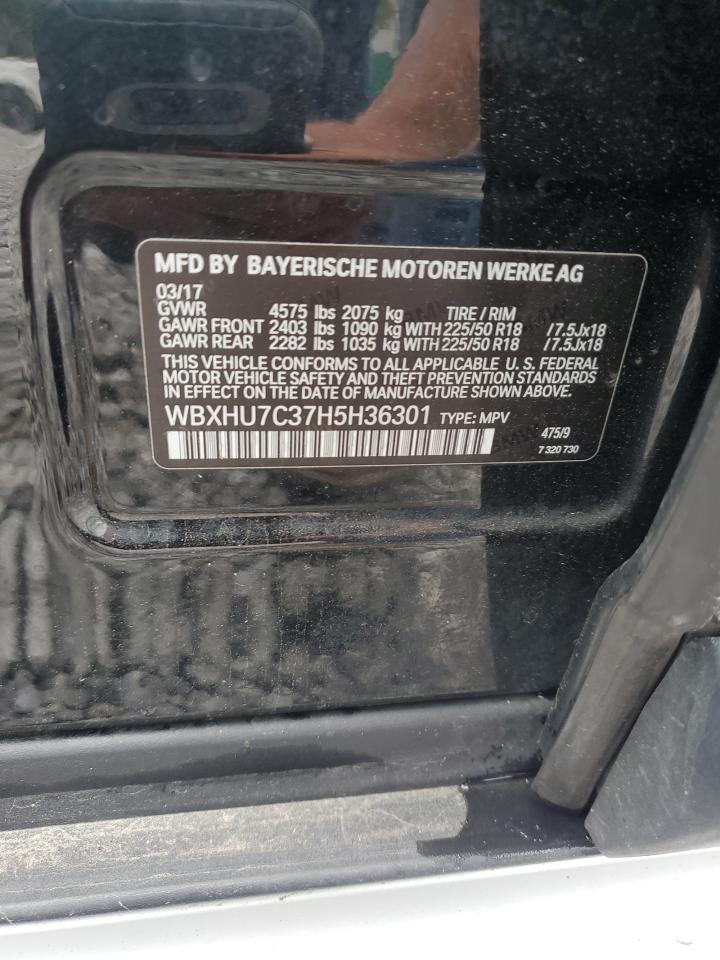 MFD BY BAYERISCHE MOTOREN WERKE AG
03/17
GVWR 4575 lbs 2075 kg TIRE / RIM
GAWR FRONT 2403 lbs 1090 kg WITH 225/50 R18 /7.5Jx18
GAWR REAR 2282 lbs 1035 kg WITH 225/50 R18 /7.5Jx18
THIS VEHICLE CONFORMS TO ALL APPLICABLE U. S. FEDERAL
MOTOR VEHICLE SAFETY AND THEFT PREVENTION STANDARDS
IN EFFECT ON THE DATE OF MANUFACTURE SHOWN ABOVE.
WBXHU7C37H5H36301 TYPE: MPV
475/9
7 320 730